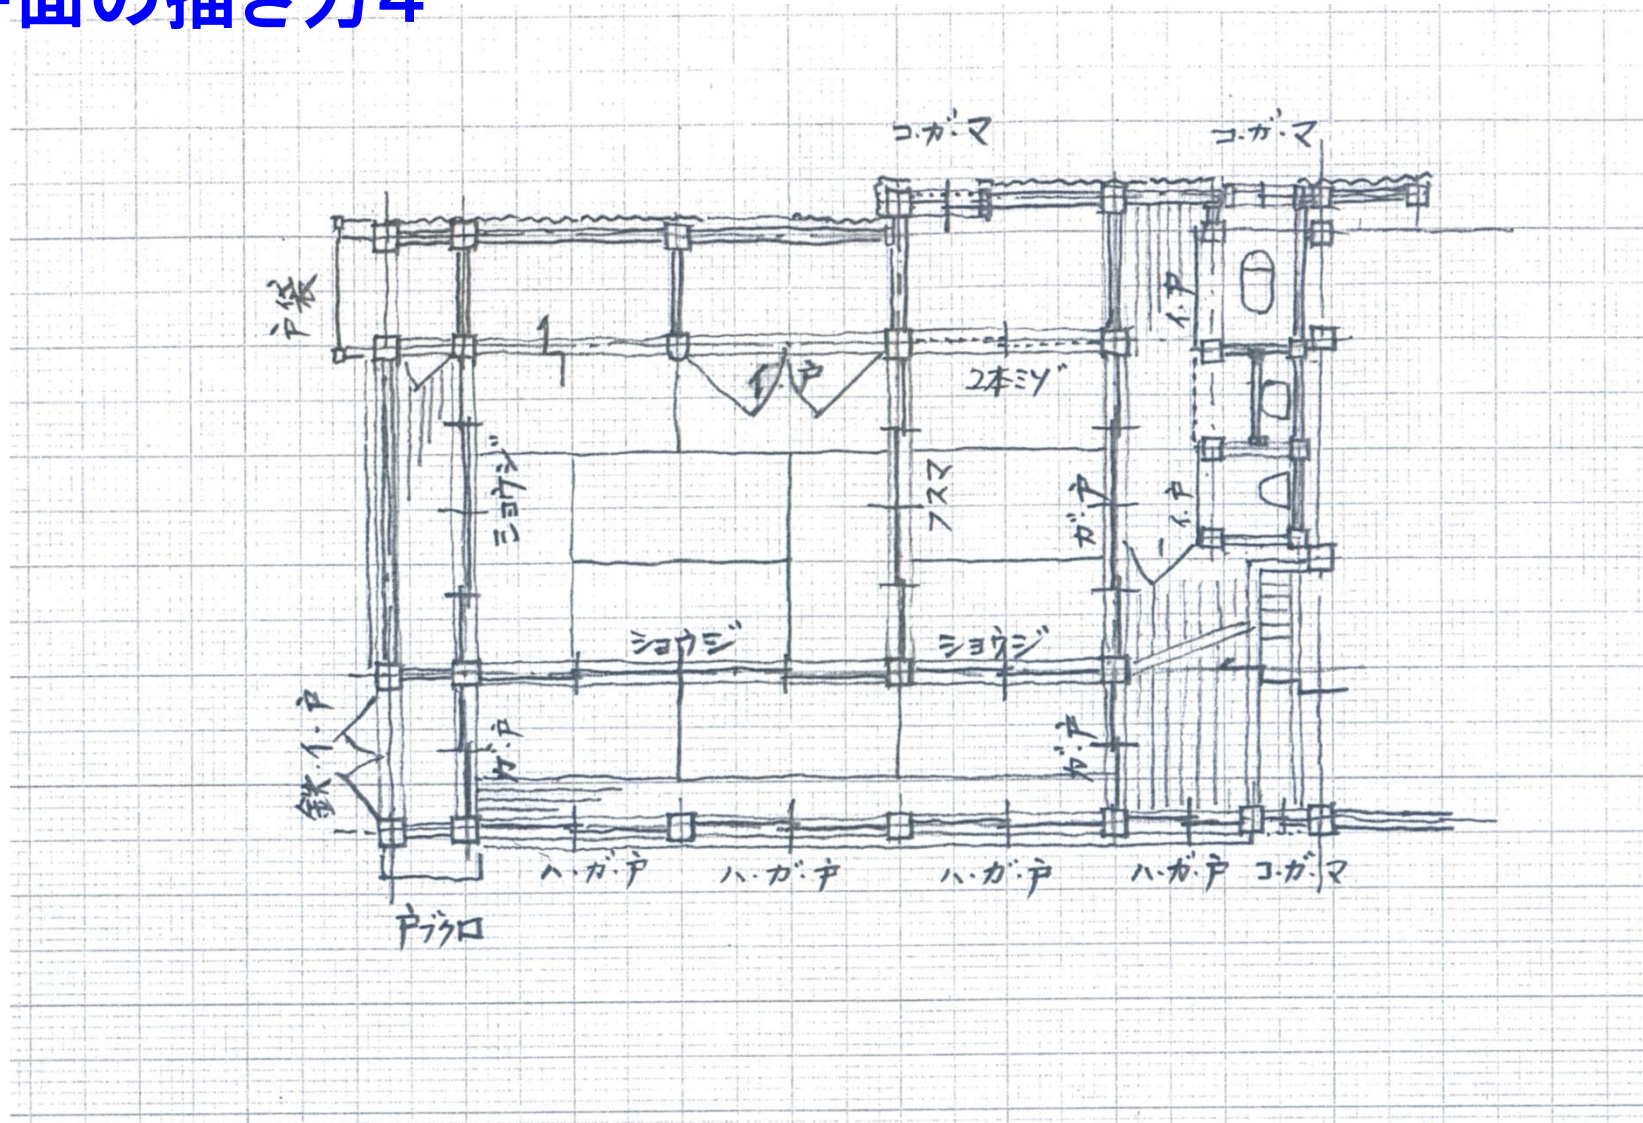 面の描き方4
コ・ガ・マ
コ・ガ・マ
戸袋
イ・戸
イ・戸
2本ミゾ
ショウジ
フスマ
ガ・戸
イ・戸
ショウジ
ショウジ
鉄・イ・戸
ガ・戸
ガ・戸
ハ・ガ・戸
ハ・ガ・戸
ハ・ガ・戸
ハ・ガ・戸
コ・ガ・マ
戸ブクロ